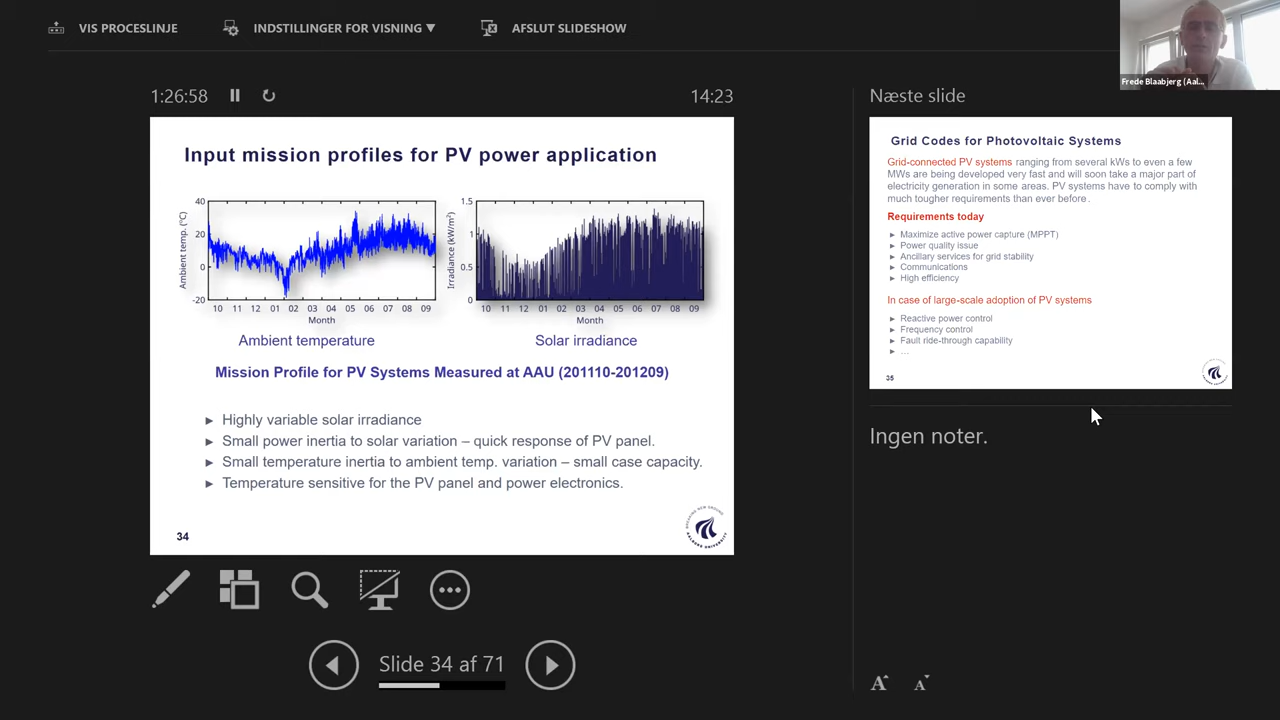 VIS PROCESLINJE
INDSTILLINGER FOR VISNING ▼
AFSLUT SLIDESHOW
Frede Blaabjerg (Aal...
1:26:58
14:23
Input mission profiles for PV power application
Ambient temp. (°C)
40
20
0
-20
10 11 12 01 02 03 04 05 06 07 08 09
Month
Ambient temperature
Irradiance (kW/m²)
1.5
1
0.5
0
10 11 12 01 02 03 04 05 06 07 08 09
Month
Solar irradiance
Mission Profile for PV Systems Measured at AAU (201110-201209)
► Highly variable solar irradiance
► Small power inertia to solar variation – quick response of PV panel.
► Small temperature inertia to ambient temp. variation – small case capacity.
► Temperature sensitive for the PV panel and power electronics.
34
AALBORG UNIVERSITY
Slide 34 af 71
Næste slide
Grid Codes for Photovoltaic Systems
Grid-connected PV systems ranging from several kWs to even a few
MWs are being developed very fast and will soon take a major part of
electricity generation in some areas. PV systems have to comply with
much tougher requirements than ever before.
Requirements today
► Maximize active power capture (MPPT)
► Power quality issue
► Ancillary services for grid stability
► Communications
► High efficiency
In case of large-scale adoption of PV systems
► Reactive power control
► Frequency control
► Fault ride-through capability
► ...
35
Ingen noter.
A A